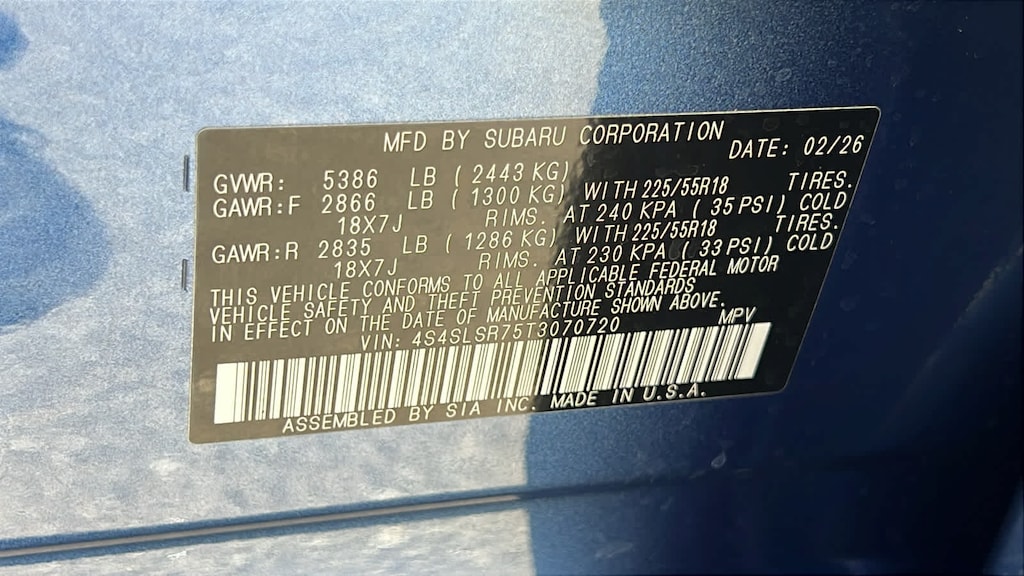 MFD BY SUBARU CORPORATION
DATE: 02/26
GVWR: 5386 LB ( 2443 KG)
GAWR:F 2866 LB ( 1300 KG) WITH 225/55R18 TIRES.
18X7J RIMS. AT 240 KPA ( 35 PSI) COLD
GAWR:R 2835 LB ( 1286 KG) WITH 225/55R18 TIRES.
18X7J RIMS. AT 230 KPA ( 33 PSI) COLD
THIS VEHICLE CONFORMS TO ALL APPLICABLE FEDERAL MOTOR
VEHICLE SAFETY AND THEFT PREVENTION STANDARDS
IN EFFECT ON THE DATE OF MANUFACTURE SHOWN ABOVE.
VIN: 4S4SLSR75T3070720 MPV
ASSEMBLED BY SIA INC. MADE IN U.S.A.